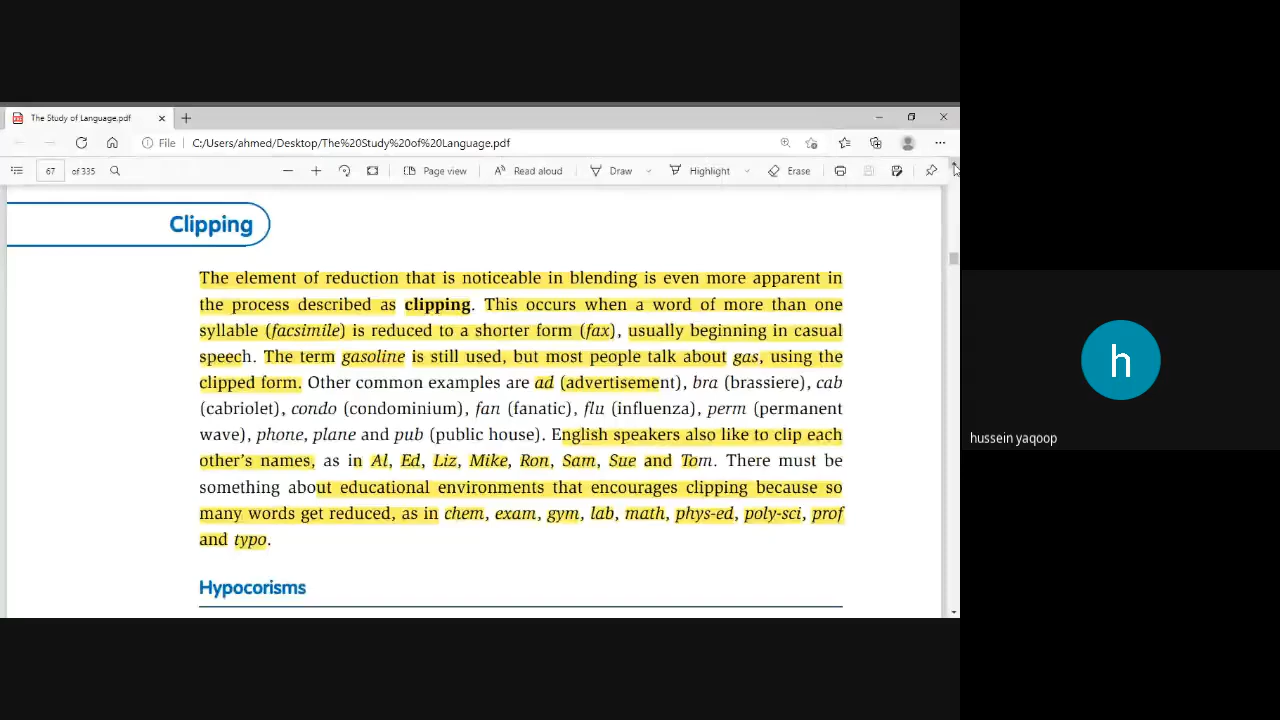 The Study of Language.pdf
File
C:/Users/ahmed/Desktop/The%20Study%20of%20Language.pdf
67 of 335
Page view
Read aloud
Draw
Highlight
Erase
Clipping
The element of reduction that is noticeable in blending is even more apparent in
the process described as clipping. This occurs when a word of more than one
syllable (facsimile) is reduced to a shorter form (fax), usually beginning in casual
speech. The term gasoline is still used, but most people talk about gas, using the
clipped form. Other common examples are ad (advertisement), bra (brassiere), cab
(cabriolet), condo (condominium), fan (fanatic), flu (influenza), perm (permanent
wave), phone, plane and pub (public house). English speakers also like to clip each
other's names, as in Al, Ed, Liz, Mike, Ron, Sam, Sue and Tom. There must be
something about educational environments that encourages clipping because so
many words get reduced, as in chem, exam, gym, lab, math, phys-ed, poly-sci, prof
and typo.
Hypocorisms
h
hussein yaqoop